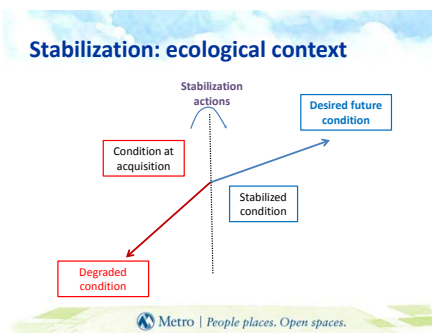 Stabilization: ecological context
Stabilization
actions
Desired future
condition
Condition at
acquisition
Stabilized
condition
Degraded
condition
Metro | People places. Open spaces.